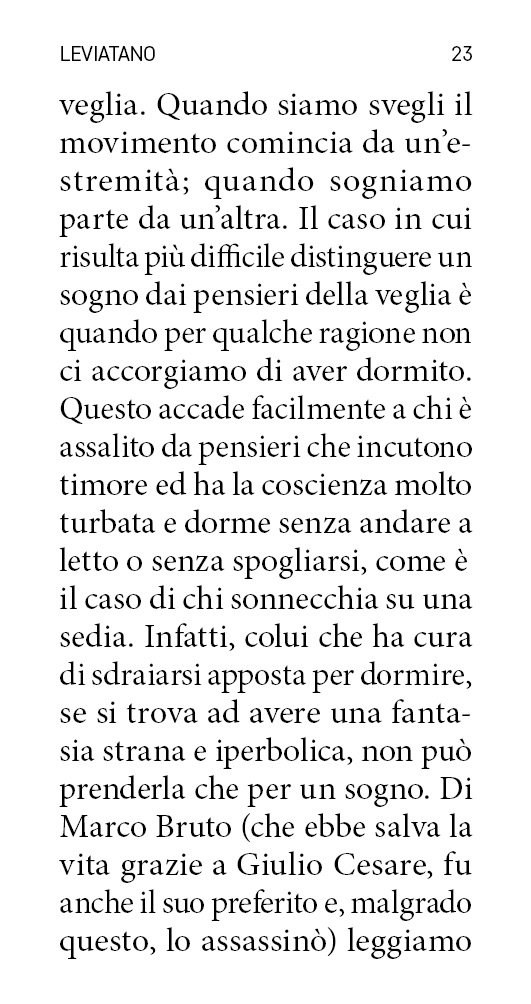 LEVIATANO 23
veglia. Quando siamo svegli il
movimento comincia da un’e-
stremità; quando sogniamo
parte da un’altra. Il caso in cui
risulta più difficile distinguere un
sogno dai pensieri della veglia è
quando per qualche ragione non
ci accorgiamo di aver dormito.
Questo accade facilmente a chi è
assalito da pensieri che incutono
timore ed ha la coscienza molto
turbata e dorme senza andare a
letto o senza spogliarsi, come è
il caso di chi sonnecchia su una
sedia. Infatti, colui che ha cura
di sdraiarsi apposta per dormire,
se si trova ad avere una fanta-
sia strana e iperbolica, non può
prenderla che per un sogno. Di
Marco Bruto (che ebbe salva la
vita grazie a Giulio Cesare, fu
anche il suo preferito e, malgrado
questo, lo assassinò) leggiamo